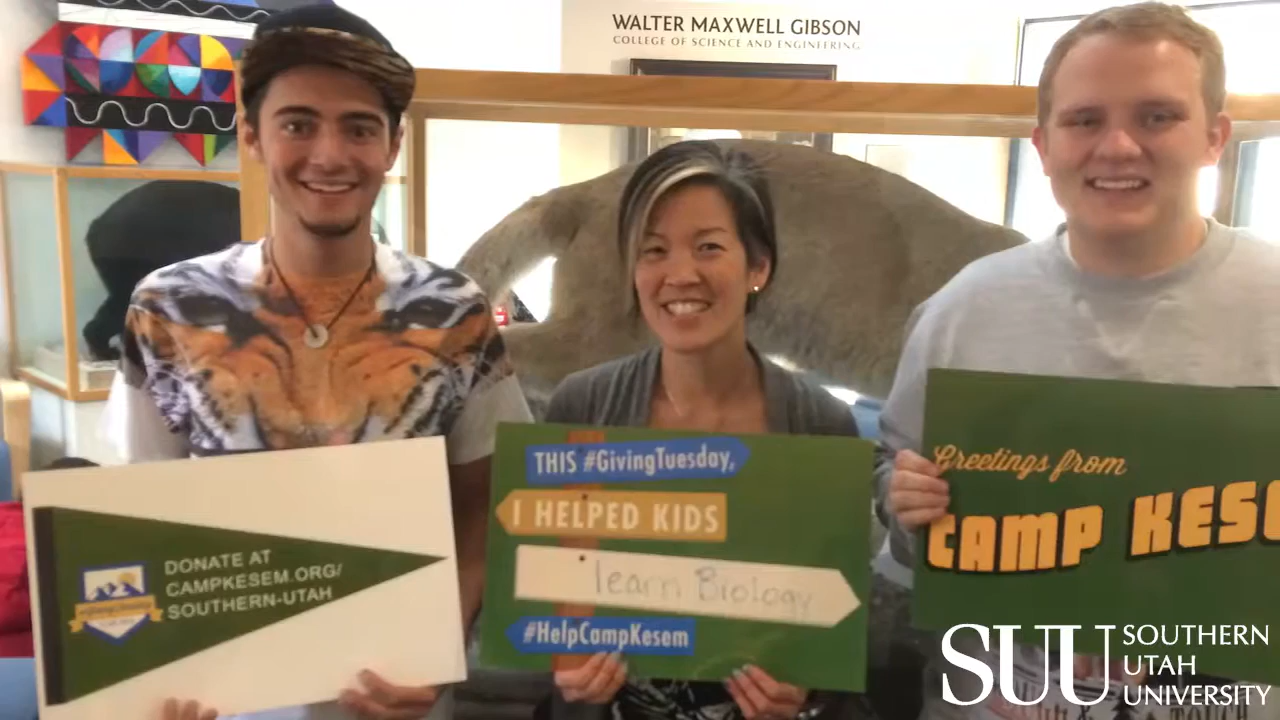 WALTER MAXWELL GIBSON
COLLEGE OF SCIENCE AND ENGINEERING
DONATE AT
CAMPKESEM.ORG/
SOUTHERN-UTAH
THIS #GivingTuesday,
I HELPED KIDS
learn Biology
#HelpCampKesem
Greetings from
CAMP KESE
SUU SOUTHERN
UTAH
UNIVERSITY